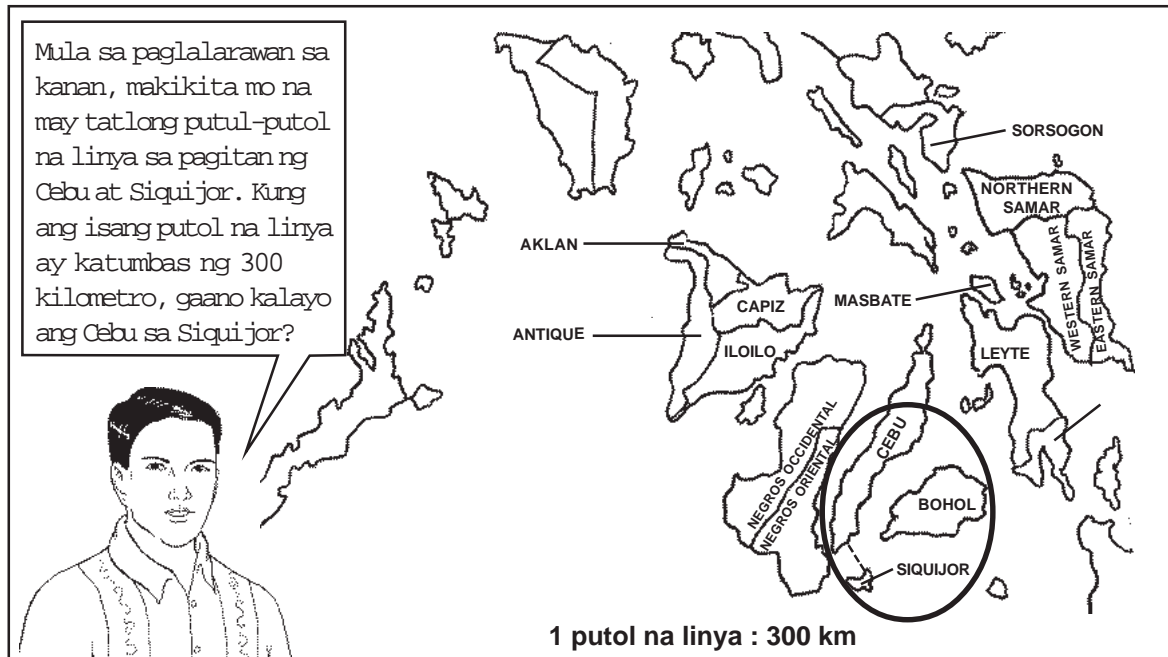 Mula sa paglalarawan sa
kanan, makikita mo na
may tatlong putul-putol
na linya sa pagitan ng
Cebu at Siquijor. Kung
ang isang putol na linya
ay katumbas ng 300
kilometro, gaano kalayo
ang Cebu sa Siquijor?
SORSOGON
NORTHERN
SAMAR
WESTERN SAMAR
EASTERN SAMAR
AKLAN
CAPIZ
MASBATE
ANTIQUE
ILOILO
LEYTE
NEGROS OCCIDENTAL
NEGROS ORIENTAL
CEBU
BOHOL
SIQUIJOR
1 putol na linya : 300 km